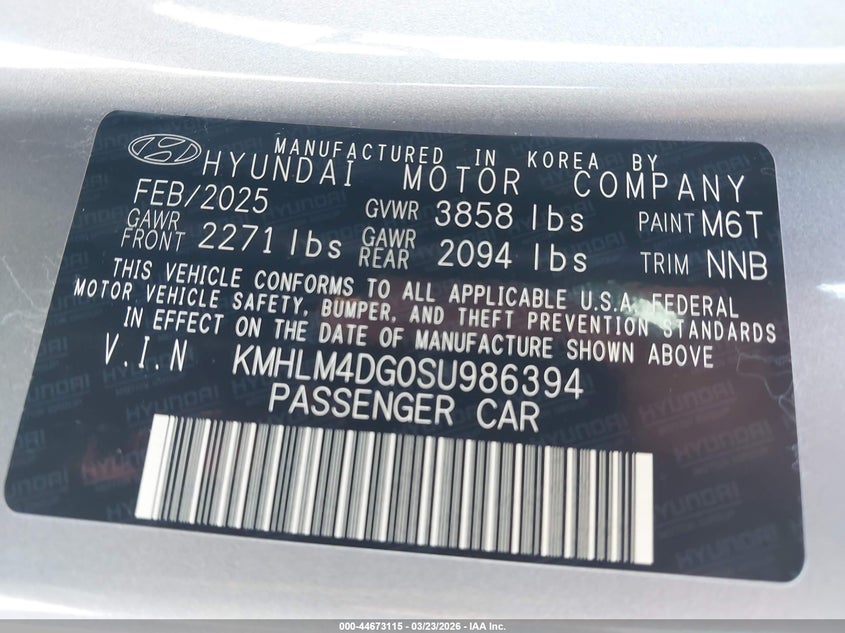 MANUFACTURED IN KOREA BY
HYUNDAI MOTOR COMPANY
FEB/2025 GVWR 3858 lbs PAINT M6T
GAWR FRONT 2271 lbs GAWR REAR 2094 lbs TRIM NNB
THIS VEHICLE CONFORMS TO ALL APPLICABLE U.S.A. FEDERAL
MOTOR VEHICLE SAFETY, BUMPER, AND THEFT PREVENTION STANDARDS
IN EFFECT ON THE DATE OF MANUFACTURE SHOWN ABOVE
V.I.N KMHLM4DG0SU986394
PASSENGER CAR
000-44673115 - 03/23/2026 - IAA Inc.